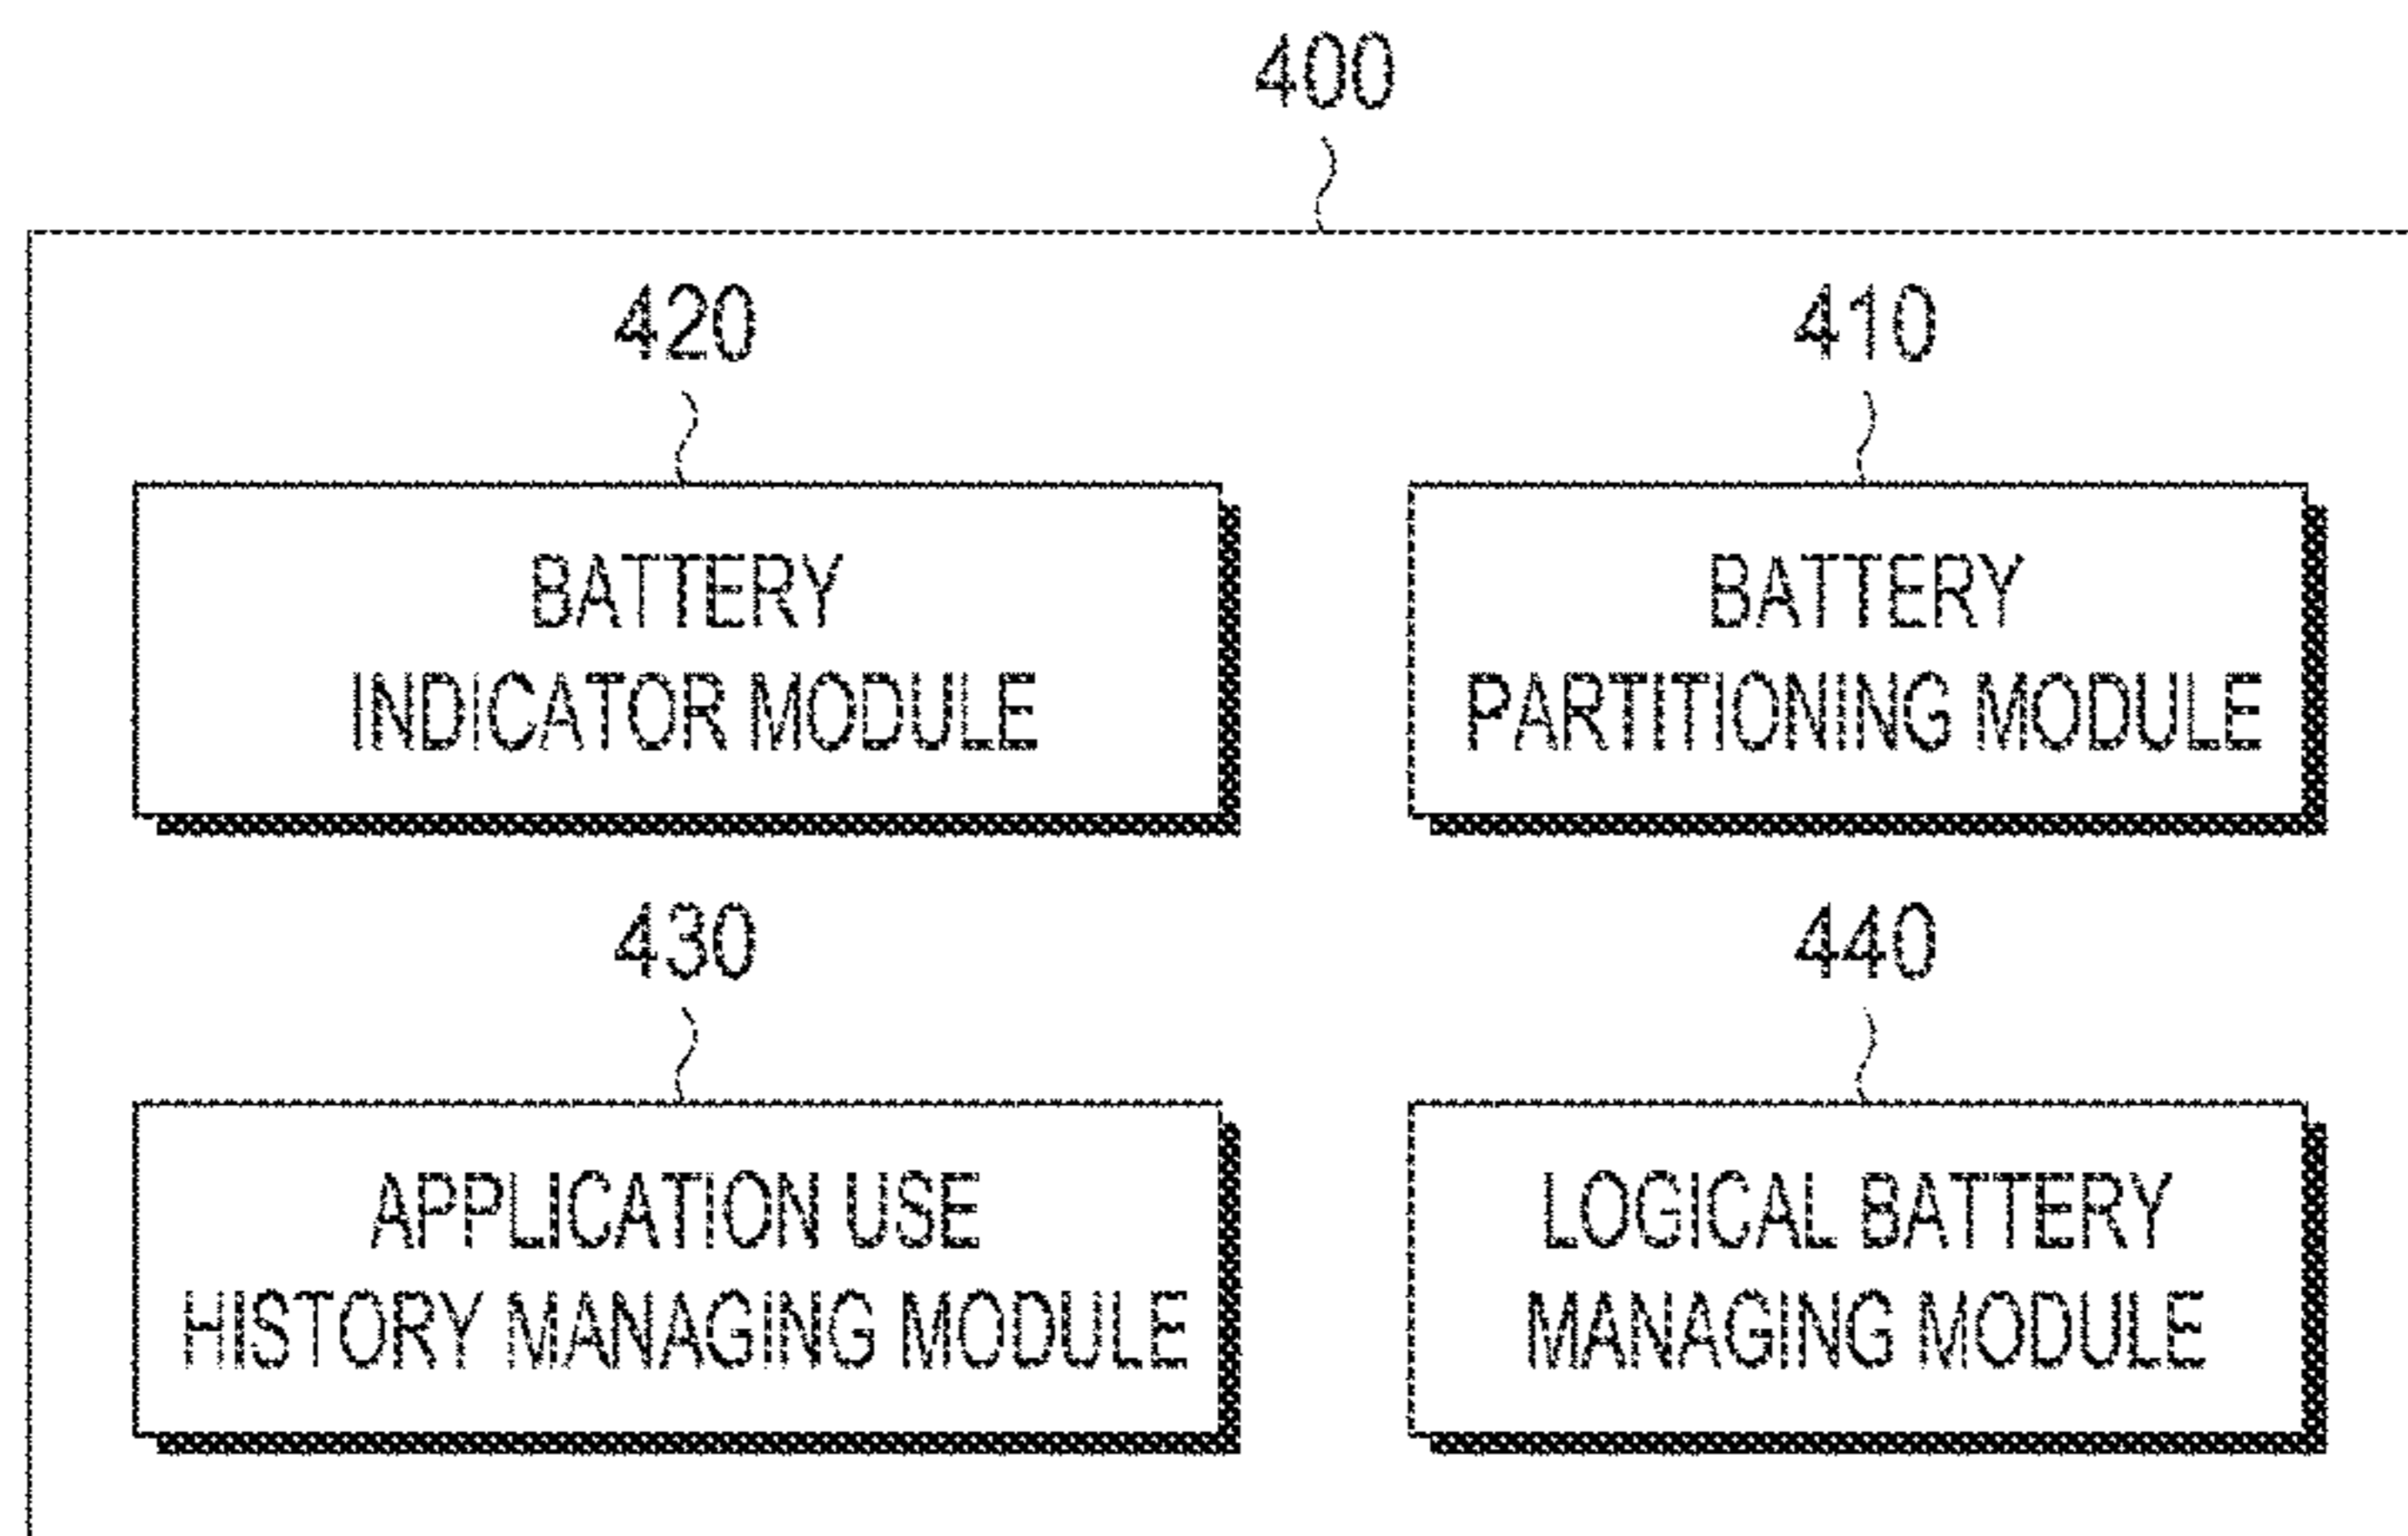 400
420
410
BATTERY
INDICATOR MODULE
BATTERY
PARTITIONING MODULE
430
440
APPLICATION USE
HISTORY MANAGING MODULE
LOGICAL BATTERY
MANAGING MODULE